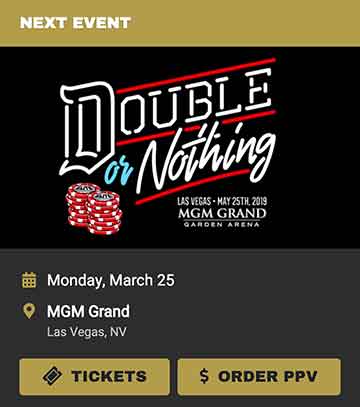 NEXT EVENT
DOUBLE
or Nothing
LAS VEGAS • MAY 25TH, 2019
MGM GRAND
GARDEN ARENA
Monday, March 25
MGM Grand
Las Vegas, NV
TICKETS
$ ORDER PPV